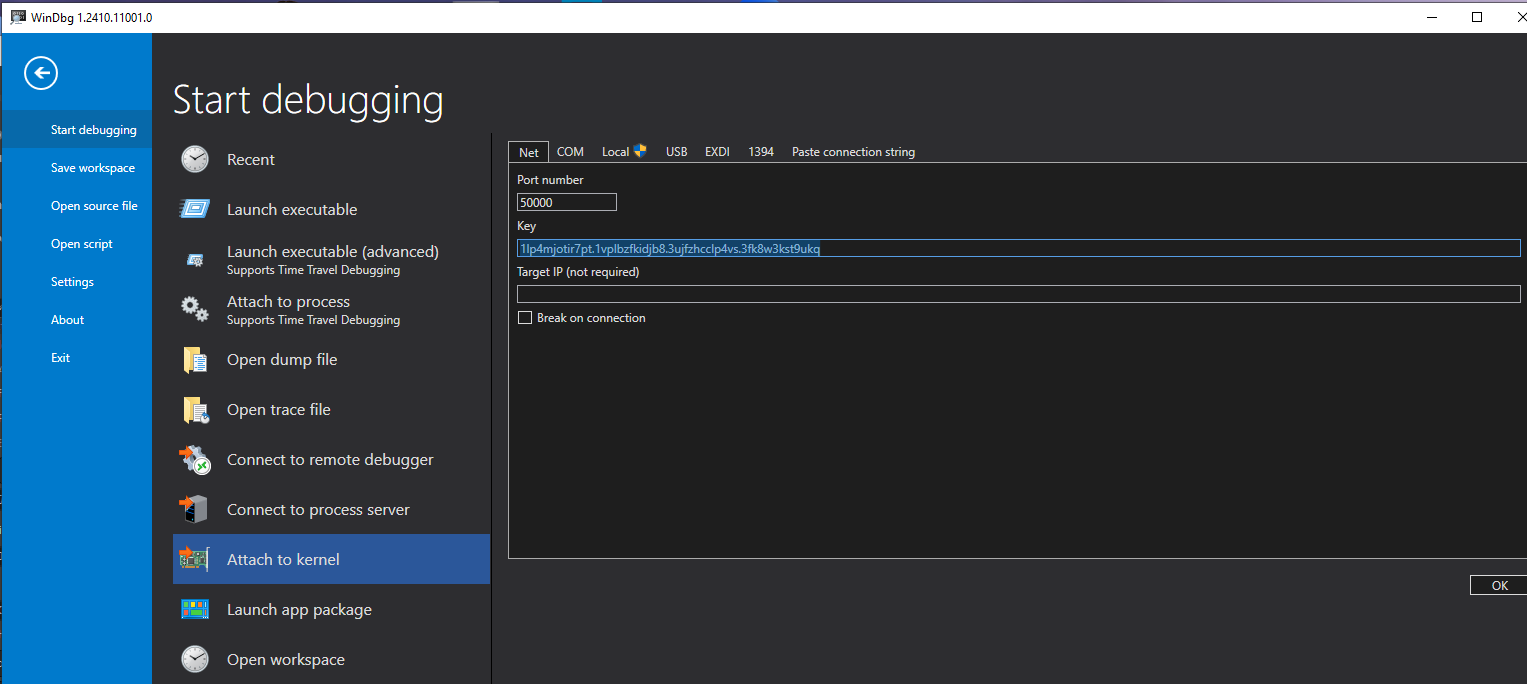 WinDbg 1.2410.11001.0
Start debugging
Save workspace
Open source file
Open script
Settings
About
Exit
Start debugging
Recent
Launch executable
Launch executable (advanced)
Supports Time Travel Debugging
Attach to process
Supports Time Travel Debugging
Open dump file
Open trace file
Connect to remote debugger
Connect to process server
Attach to kernel
Launch app package
Open workspace
Net COM Local USB EXDI 1394 Paste connection string
Port number
50000
Key
1lp4mjotir7pt.1vplbzfkidjb8.3ujfzhcclp4vs.3fk8w3kst9ukq
Target IP (not required)
Break on connection
OK